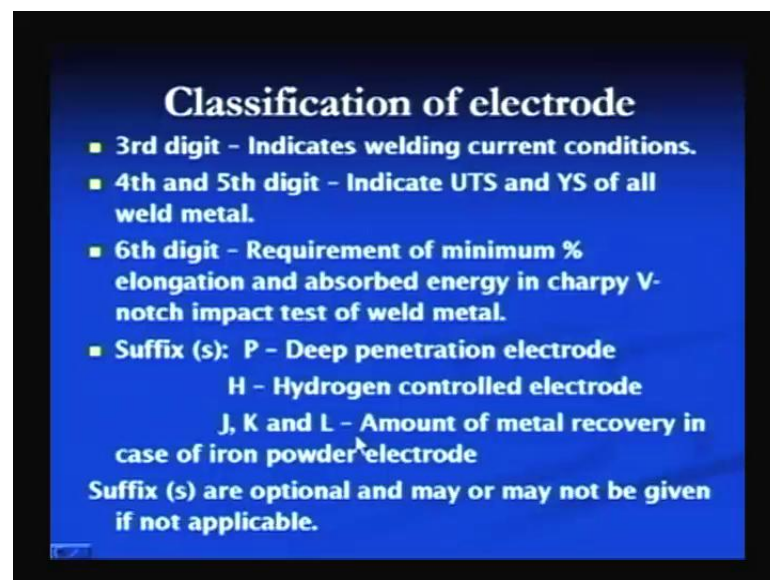 Classification of electrode
▪ 3rd digit – Indicates welding current conditions.
▪ 4th and 5th digit – Indicate UTS and YS of all
weld metal.
▪ 6th digit – Requirement of minimum %
elongation and absorbed energy in charpy V-
notch impact test of weld metal.
▪ Suffix (s): P – Deep penetration electrode
H – Hydrogen controlled electrode
J, K and L – Amount of metal recovery in
case of iron powder electrode
Suffix (s) are optional and may or may not be given
if not applicable.